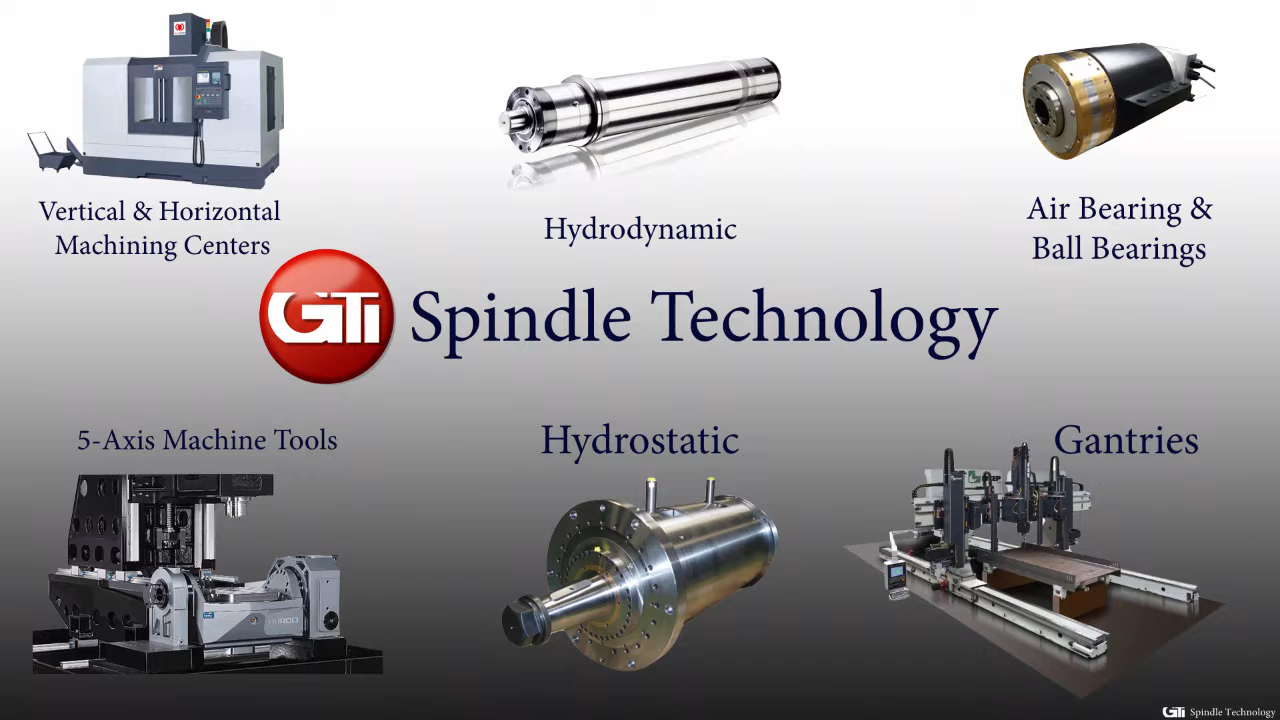 Vertical & Horizontal
Machining Centers
Hydrodynamic
Air Bearing &
Ball Bearings
GTi Spindle Technology
5-Axis Machine Tools
Hydrostatic
Gantries
HURCO
GTi Spindle Technology